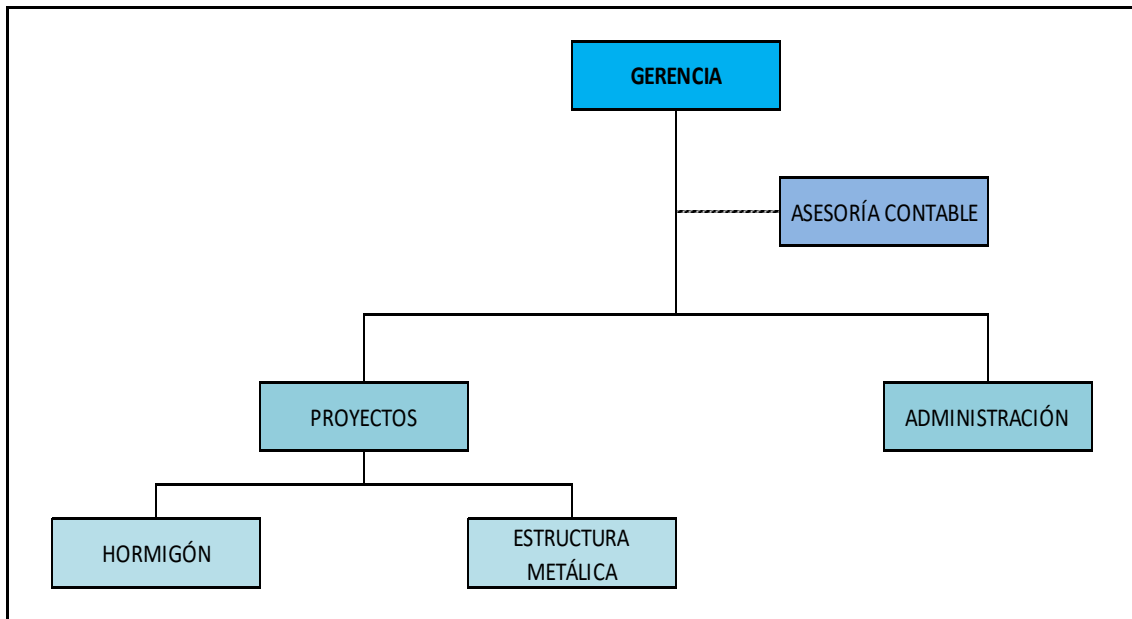 GERENCIA
ASESORÍA CONTABLE
PROYECTOS
ADMINISTRACIÓN
HORMIGÓN
ESTRUCTURA
METÁLICA